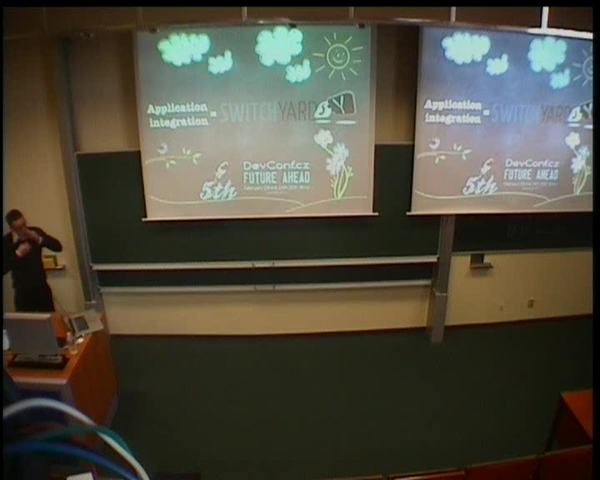 Application
integration = SWITCHYARD
DevConf.cz
5th FUTURE AHEAD
Application
integration = SWITCHYARD
DevConf.cz
5th FUTURE AHEAD